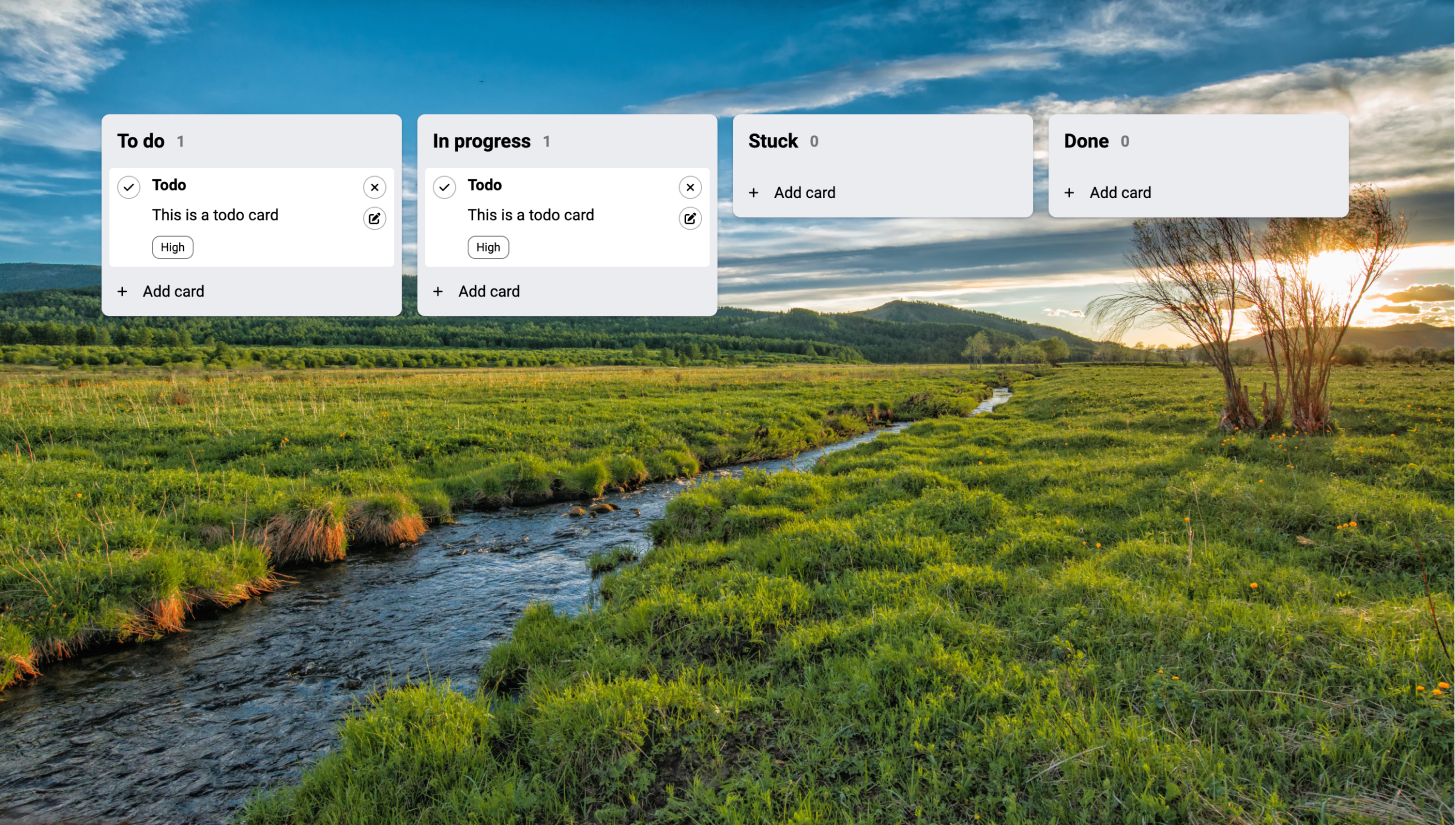 To do 1
Todo
This is a todo card
High
+ Add card
In progress 1
Todo
This is a todo card
High
+ Add card
Stuck 0
+ Add card
Done 0
+ Add card